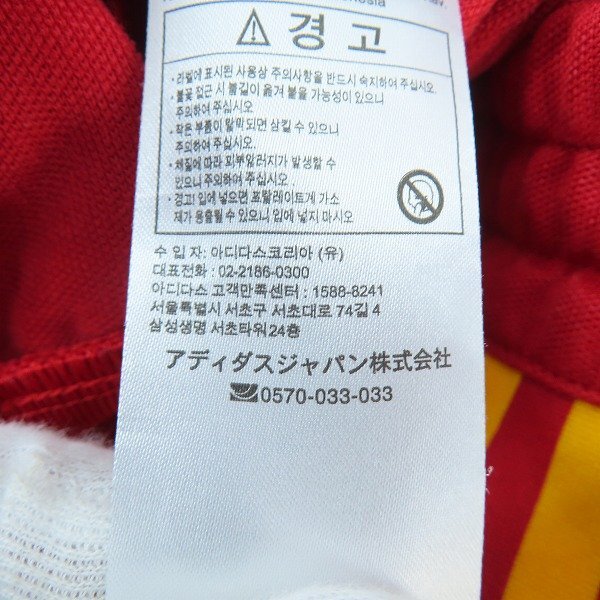 경 고
• 라벨에 표시된 사용상 주의사항을 반드시 숙지하여 주십시오.
• 불꽃 접근 시 불길이 옮겨 붙을 가능성이 있으니
주의하여 주십시오
• 작은 부품이 탈락되면 삼킬 수 있으니
주의하여 주십시오.
• 체질에 따라 피부알러지가 발생할 수
있으니 주의하여 주십시오 .
• 경고! 입에 넣으면 프탈레이트계 가소
제가 용출될 수 있으니 입에 넣지 마시오
수 입 자: 아디다스코리아 (유)
대표전화 : 02-2186-0300
아디다스 고객만족센터 : 1588-8241
서울특별시 서초구 서초대로 74길 4
삼성생명 서초타워 24층
アディダスジャパン株式会社
0570-033-033